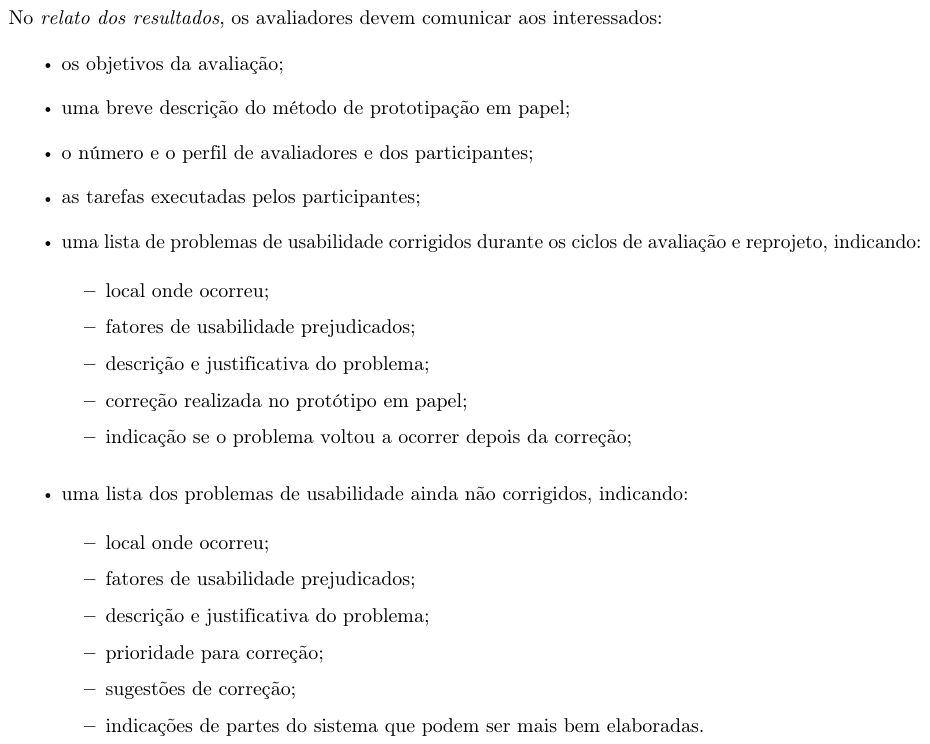 No relato dos resultados, os avaliadores devem comunicar aos interessados:
• os objetivos da avaliação;
• uma breve descrição do método de prototipação em papel;
• o número e o perfil de avaliadores e dos participantes;
• as tarefas executadas pelos participantes;
• uma lista de problemas de usabilidade corrigidos durante os ciclos de avaliação e reprojeto, indicando:
– local onde ocorreu;
– fatores de usabilidade prejudicados;
– descrição e justificativa do problema;
– correção realizada no protótipo em papel;
– indicação se o problema voltou a ocorrer depois da correção;
• uma lista dos problemas de usabilidade ainda não corrigidos, indicando:
– local onde ocorreu;
– fatores de usabilidade prejudicados;
– descrição e justificativa do problema;
– prioridade para correção;
– sugestões de correção;
– indicações de partes do sistema que podem ser mais bem elaboradas.